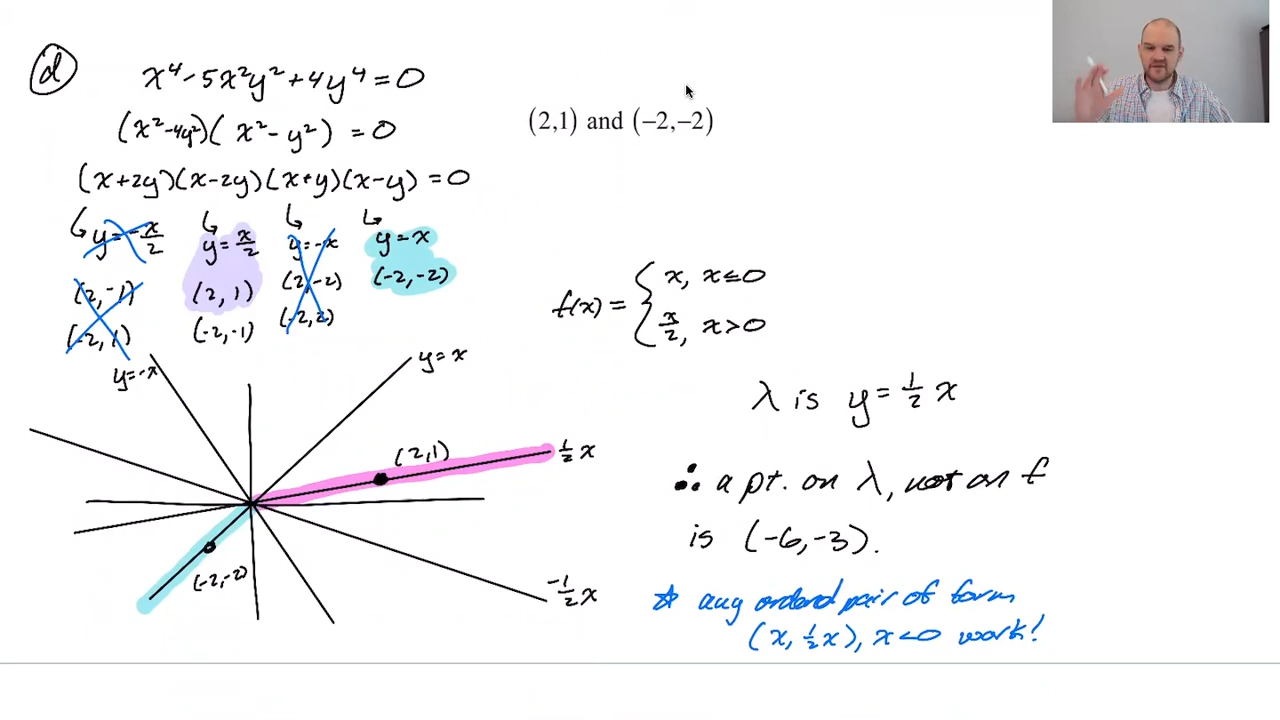 d
x⁴ - 5x²y² + 4y⁴ = 0
(x² - 4y²)(x² - y²) = 0
(x+2y)(x-2y)(x+y)(x-y) = 0
↳ y = -x/2
(2,-1)
(-2,1)
↳ y = x/2
(2,1)
(-2,-1)
↳ y = -x
(2,-2)
(-2,2)
↳ y = x
(-2,-2)
(2,1) and (−2,−2)
f(x) = { x, x≤0
x/2, x>0
λ is y = 1/2 x
∴ a pt. on λ, not on f
is (-6,-3).
☆ any ordered pair of form
(x, 1/2 x), x<0 work!
y=-x
y=x
(2,1)
1/2 x
(-2,-2)
-1/2 x